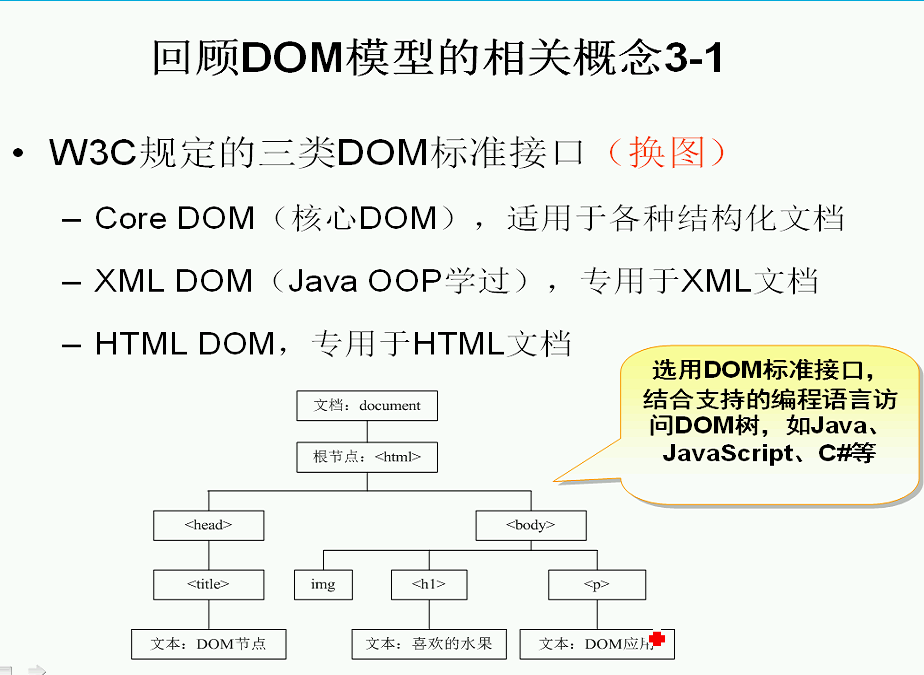 回顾DOM模型的相关概念3-1
• W3C规定的三类DOM标准接口（换图）
– Core DOM（核心DOM），适用于各种结构化文档
– XML DOM（Java OOP学过），专用于XML文档
– HTML DOM，专用于HTML文档
选用DOM标准接口，
结合支持的编程语言访
问DOM树，如Java、
JavaScript、C#等
文档：document
根节点：<html>
<head>
<body>
<title>
img
<h1>
<p>
文本：DOM节点
文本：喜欢的水果
文本：DOM应用